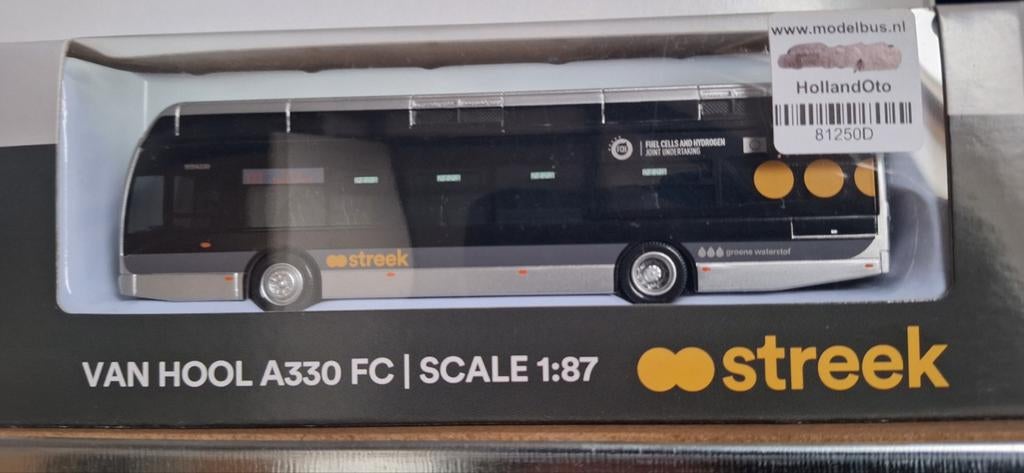 www.modelbus.nl
HollandOto
81250D
FUEL CELLS AND HYDROGEN
JOINT UNDERTAKING
streek
groene waterstof
VAN HOOL A330 FC | SCALE 1:87
streek